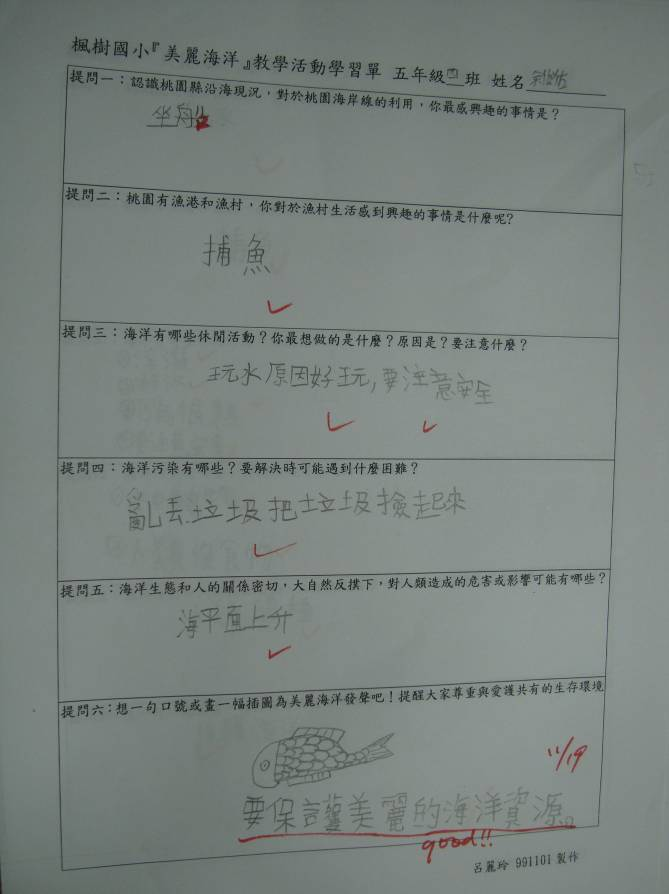 楓樹國小『美麗海洋』教學活動學習單 五年級四班 姓名
提問一：認識桃園縣沿海現況，對於桃園海岸線的利用，你最感興趣的事情是？
坐舟
提問二：桃園有漁港和漁村，你對於漁村生活感到興趣的事情是什麼呢?
捕魚
提問三：海洋有哪些休閒活動？你最想做的是什麼？原因是？要注意什麼？
玩水原因好玩,要注意安全
提問四：海洋污染有哪些？要解決時可能遇到什麼困難？
亂丟垃圾把垃圾撿起來
提問五：海洋生態和人的關係密切，大自然反撲下，對人類造成的危害或影響可能有哪些？
海平面上升
提問六：想一句口號或畫一幅插圖為美麗海洋發聲吧！提醒大家尊重與愛護共有的生存環境
11/19
要保護美麗的海洋資源。
good!!
呂麗玲 991101 製作